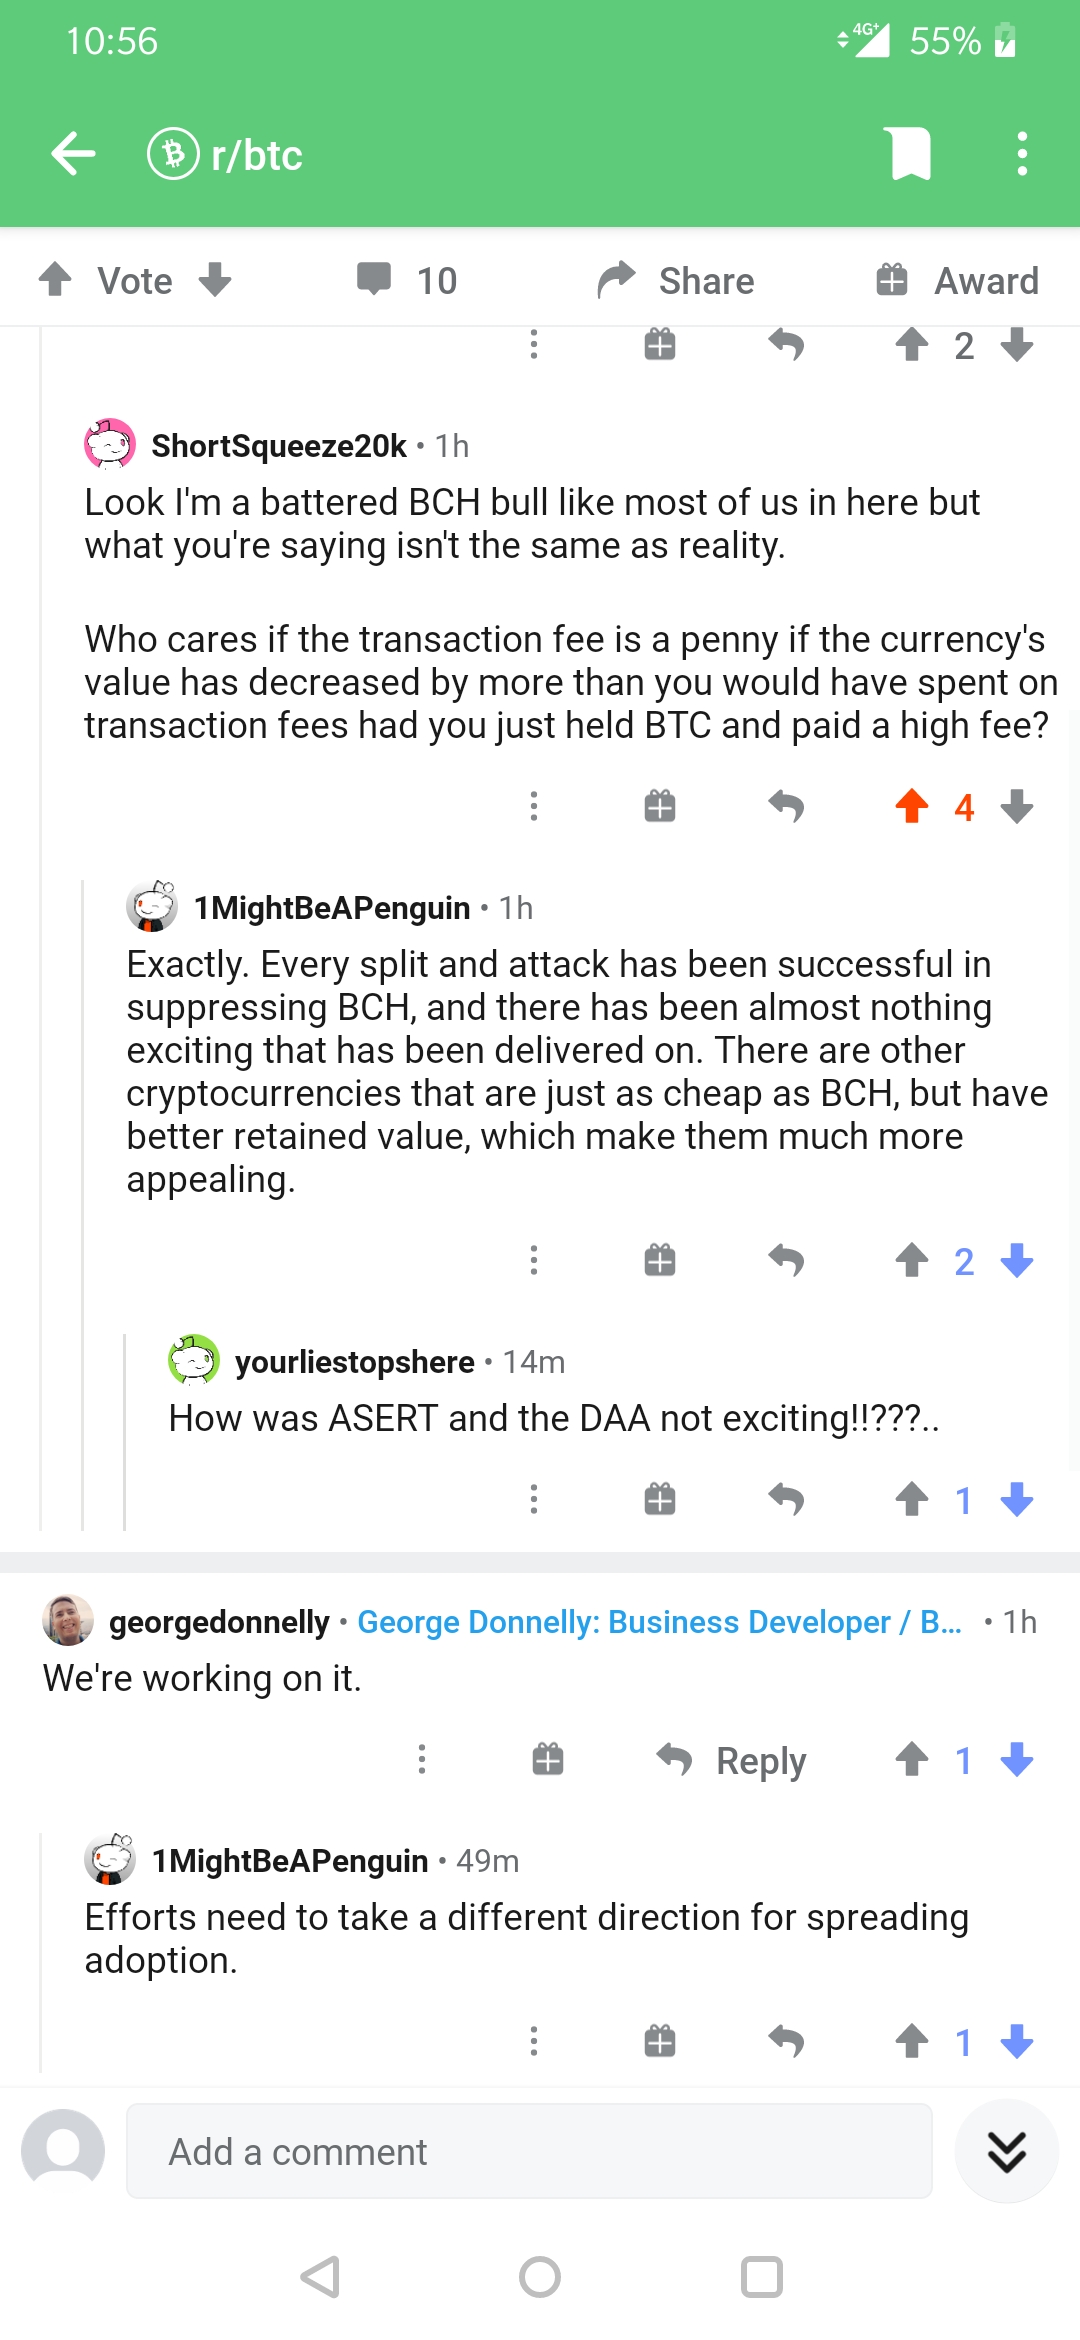 10:56
4G+ 55%
r/btc
Vote 10 Share Award
2
ShortSqueeze20k • 1h
Look I'm a battered BCH bull like most of us in here but
what you're saying isn't the same as reality.
Who cares if the transaction fee is a penny if the currency's
value has decreased by more than you would have spent on
transaction fees had you just held BTC and paid a high fee?
4
1MightBeAPenguin • 1h
Exactly. Every split and attack has been successful in
suppressing BCH, and there has been almost nothing
exciting that has been delivered on. There are other
cryptocurrencies that are just as cheap as BCH, but have
better retained value, which make them much more
appealing.
2
yourliestopshere • 14m
How was ASERT and the DAA not exciting!!???..
1
georgedonnelly • George Donnelly: Business Developer / B... • 1h
We're working on it.
Reply 1
1MightBeAPenguin • 49m
Efforts need to take a different direction for spreading
adoption.
1
Add a comment